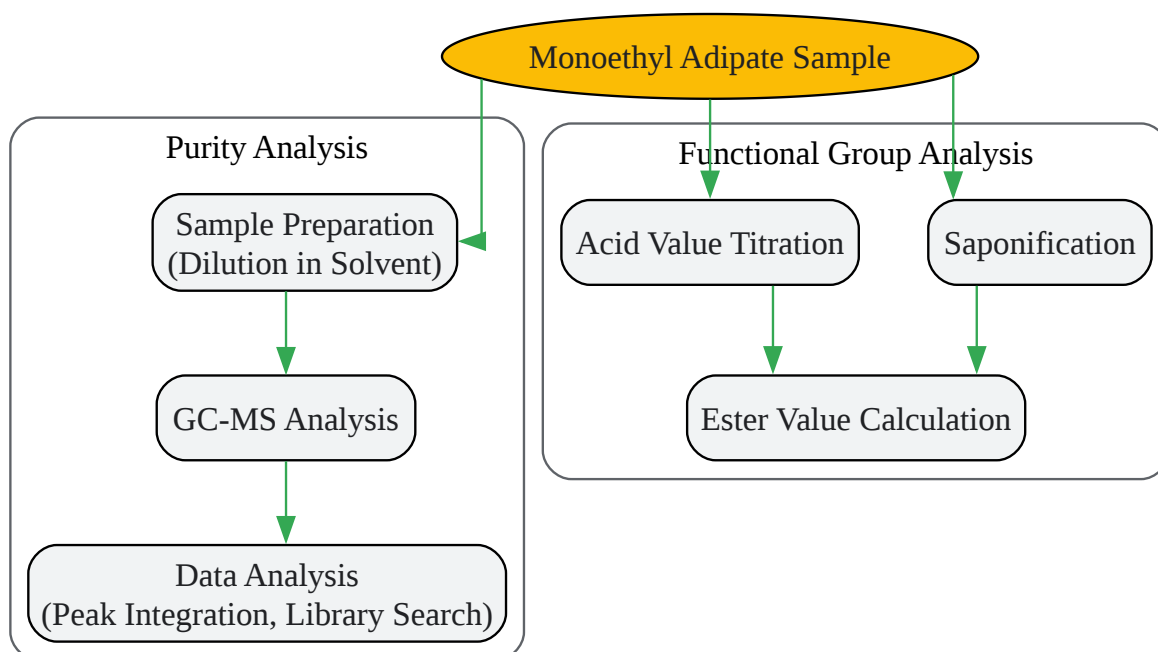 Monoethyl Adipate Sample
Purity Analysis
Sample Preparation
(Dilution in Solvent)
GC-MS Analysis
Data Analysis
(Peak Integration, Library Search)
Functional Group Analysis
Acid Value Titration
Saponification
Ester Value Calculation